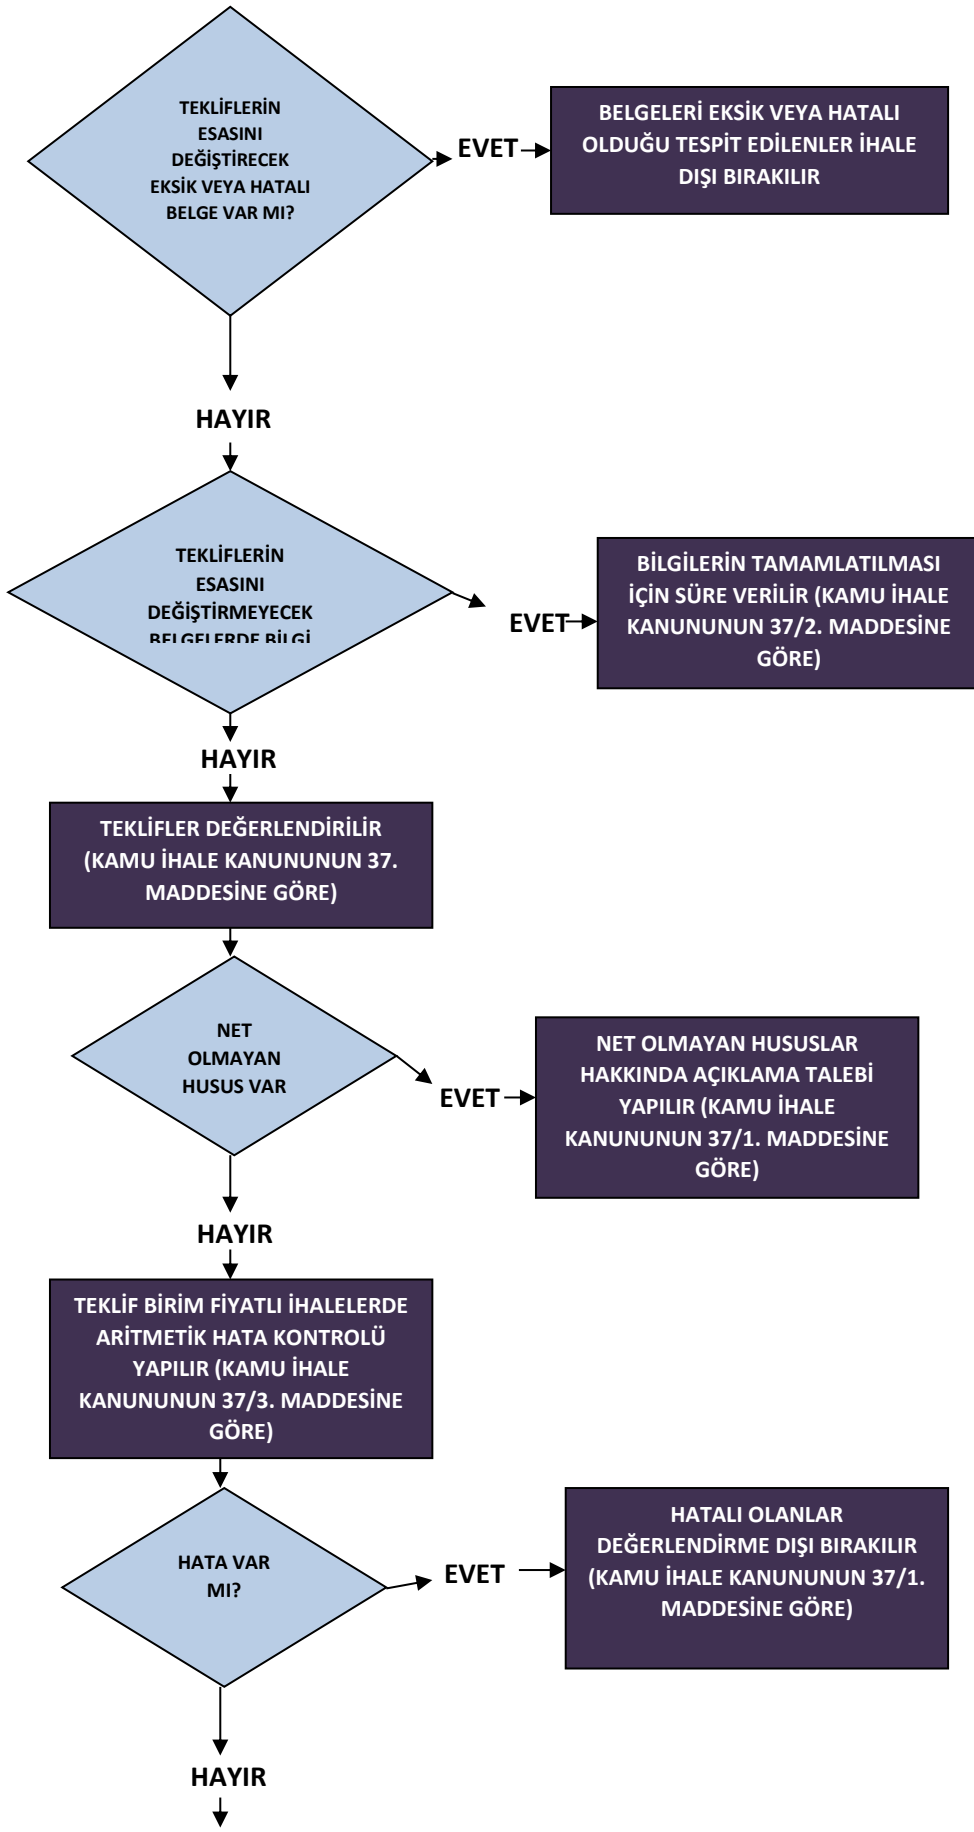 TEKLİFLERİN
ESASINI
DEĞİŞTİRECEK
EKSİK VEYA HATALI
BELGE VAR MI?
EVET
BELGELERİ EKSİK VEYA HATALI
OLDUĞU TESPİT EDİLENLER İHALE
DIŞI BIRAKILIR
HAYIR
TEKLİFLERİN
ESASINI
DEĞİŞTİRMEYECEK
BELGELERDE BİLGİ
EVET
BİLGİLERİN TAMAMLATILMASI
İÇİN SÜRE VERİLİR (KAMU İHALE
KANUNUNUN 37/2. MADDESİNE
GÖRE)
HAYIR
TEKLİFLER DEĞERLENDİRİLİR
(KAMU İHALE KANUNUNUN 37.
MADDESİNE GÖRE)
NET
OLMAYAN
HUSUS VAR
EVET
NET OLMAYAN HUSUSLAR
HAKKINDA AÇIKLAMA TALEBİ
YAPILIR (KAMU İHALE
KANUNUNUN 37/1. MADDESİNE
GÖRE)
HAYIR
TEKLİF BİRİM FİYATLI İHALELERDE
ARİTMETİK HATA KONTROLÜ
YAPILIR (KAMU İHALE
KANUNUNUN 37/3. MADDESİNE
GÖRE)
HATA VAR
MI?
EVET
HATALI OLANLAR
DEĞERLENDİRME DIŞI BIRAKILIR
(KAMU İHALE KANUNUNUN 37/1.
MADDESİNE GÖRE)
HAYIR